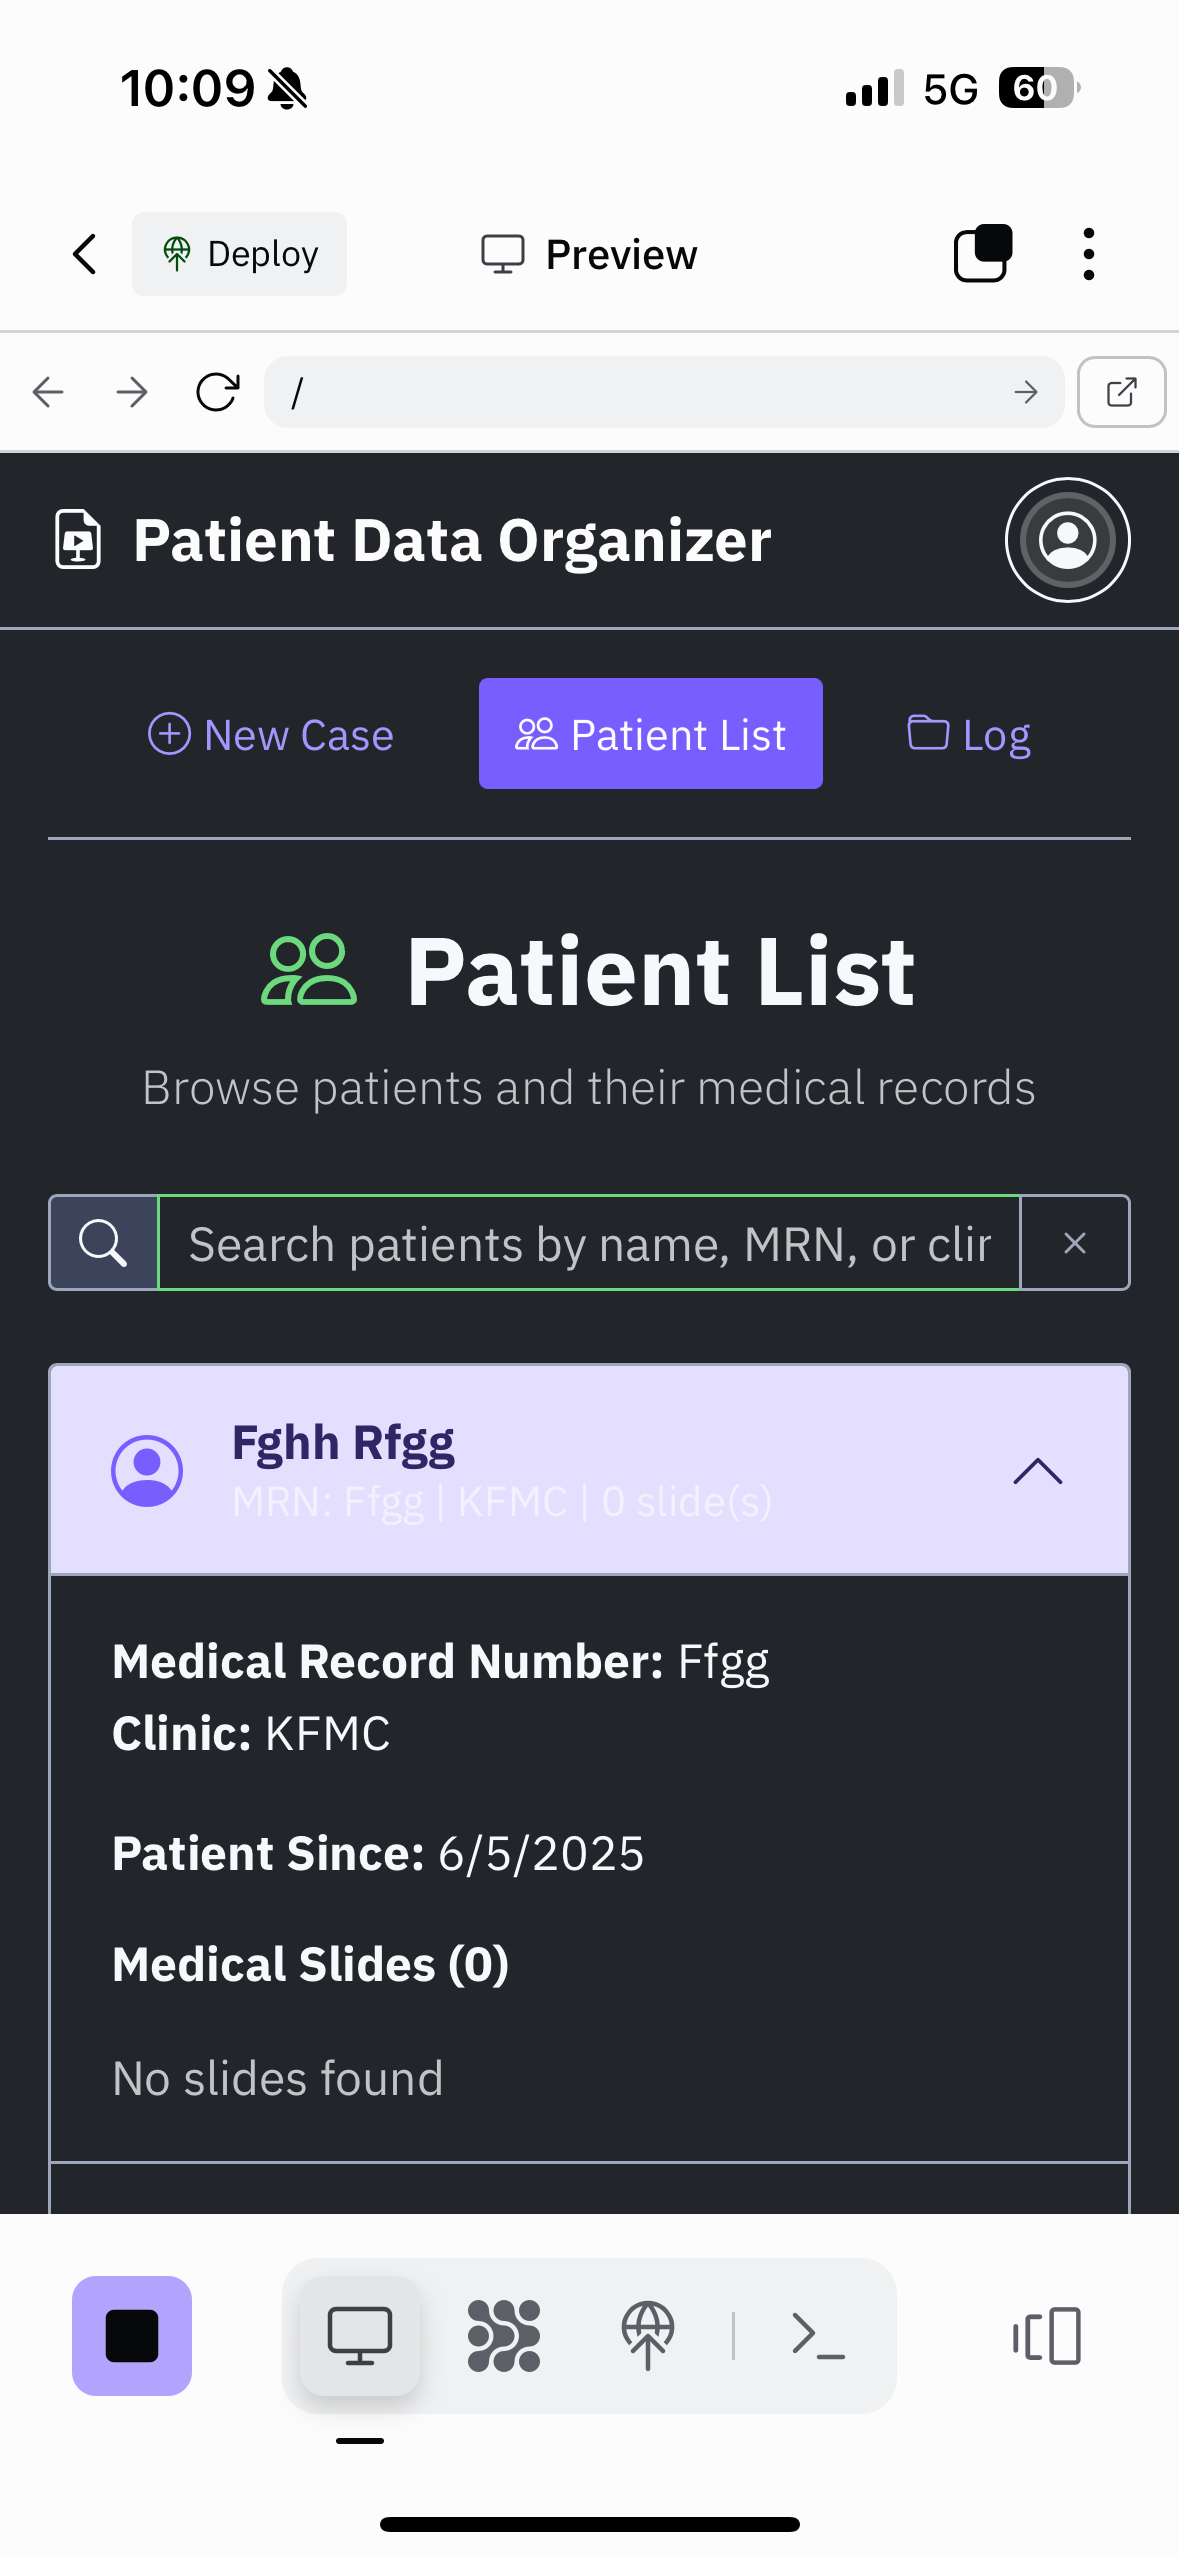 10:09
5G 60
Deploy
Preview
/
Patient Data Organizer
New Case
Patient List
Log
Patient List
Browse patients and their medical records
Search patients by name, MRN, or clir
Fghh Rfgg
MRN: Ffgg | KFMC | 0 slide(s)
Medical Record Number: Ffgg
Clinic: KFMC
Patient Since: 6/5/2025
Medical Slides (0)
No slides found